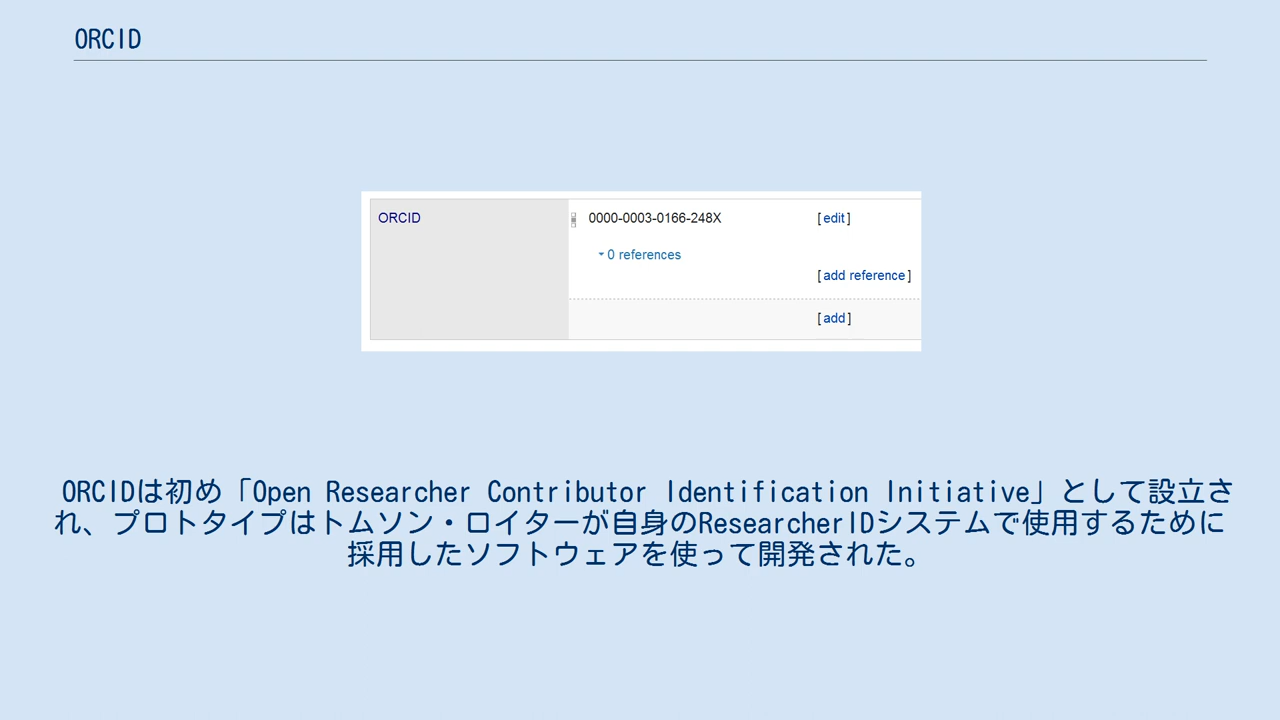 ORCID
ORCID
0000-0003-0166-248X
[edit]
0 references
[add reference]
[add]
ORCIDは初め「Open Researcher Contributor Identification Initiative」として設立さ
れ、プロトタイプはトムソン・ロイターが自身のResearcherIDシステムで使用するために
採用したソフトウェアを使って開発された。